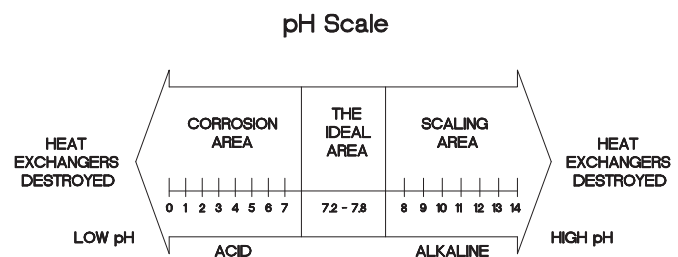 pH Scale
HEAT
EXCHANGERS
DESTROYED
CORROSION
AREA
THE
IDEAL
AREA
SCALING
AREA
HEAT
EXCHANGERS
DESTROYED
0 1 2 3 4 5 6 7
7.2 - 7.8
8 9 10 11 12 13 14
LOW pH
ACID
ALKALINE
HIGH pH